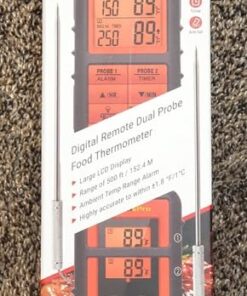 150 89°F
250 89°
PROBE 1 PROBE 2
ALARM TIMER
Digital Remote Dual Probe
Food Thermometer
Large LCD Display
Range of 500 ft / 152.4 M
Ambient Temp Range Alarm
Highly accurate to within ±1.8 °F/1°C
89°F
1
89°F
2